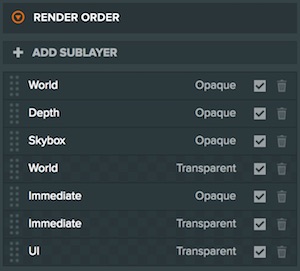 RENDER ORDER
ADD SUBLAYER
World Opaque
Depth Opaque
Skybox Opaque
World Transparent
Immediate Opaque
Immediate Transparent
UI Transparent